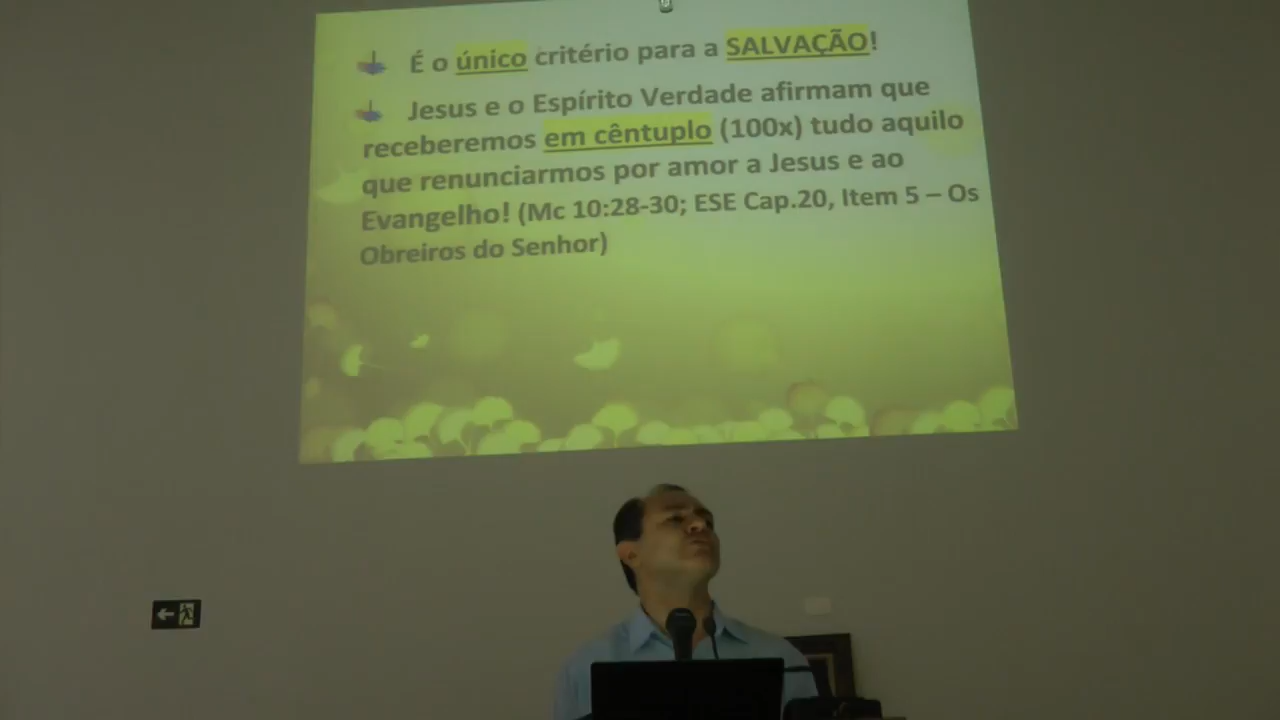 É o único critério para a SALVAÇÃO!
Jesus e o Espírito Verdade afirmam que
receberemos em cêntuplo (100x) tudo aquilo
que renunciarmos por amor a Jesus e ao
Evangelho! (Mc 10:28-30; ESE Cap.20, Item 5 – Os
Obreiros do Senhor)